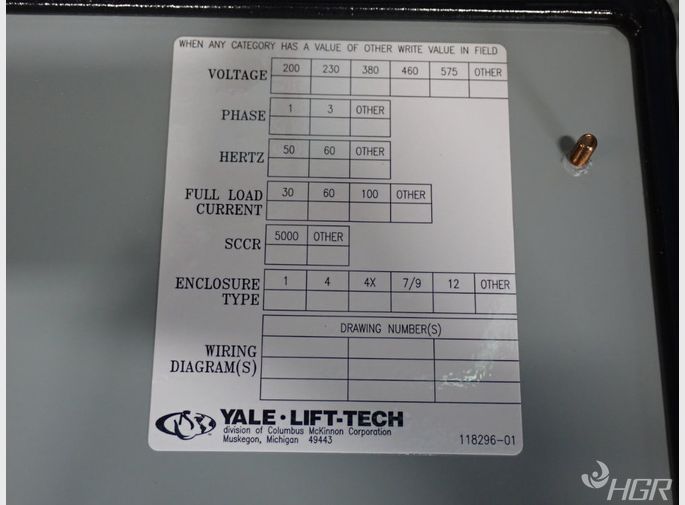 WHEN ANY CATEGORY HAS A VALUE OF OTHER WRITE VALUE IN FIELD
VOLTAGE 200 230 380 460 575 OTHER
PHASE 1 3 OTHER
HERTZ 50 60 OTHER
FULL LOAD CURRENT 30 60 100 OTHER
SCCR 5000 OTHER
ENCLOSURE TYPE 1 4 4X 7/9 12 OTHER
DRAWING NUMBER(S)
WIRING
DIAGRAM(S)
YALE·LIFT-TECH
division of Columbus McKinnon Corporation
Muskegon, Michigan 49443
118296-01
HGR